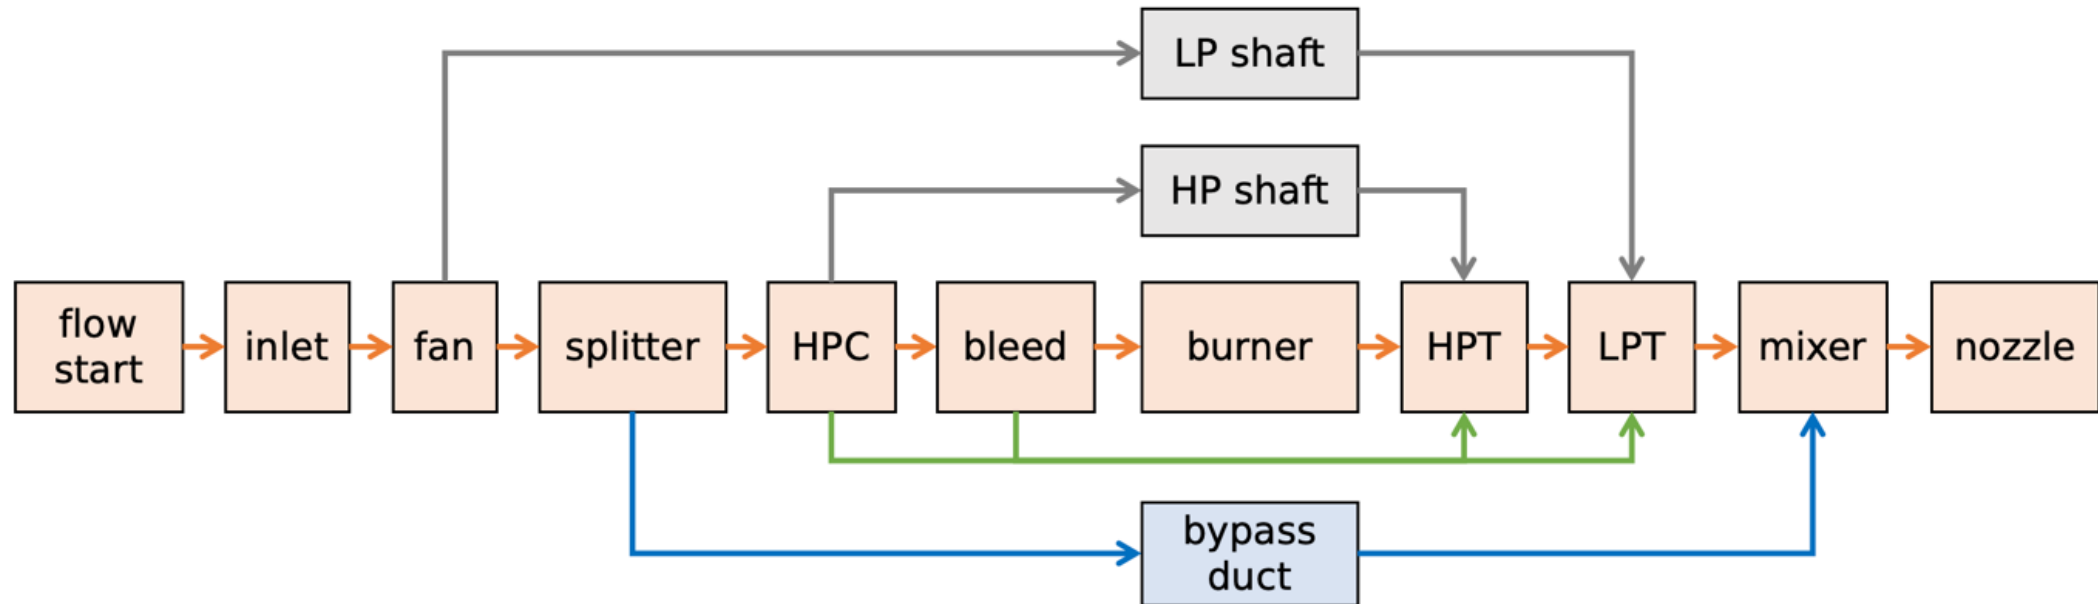 LP shaft
HP shaft
flow
start
inlet
fan
splitter
HPC
bleed
burner
HPT
LPT
mixer
nozzle
bypass
duct